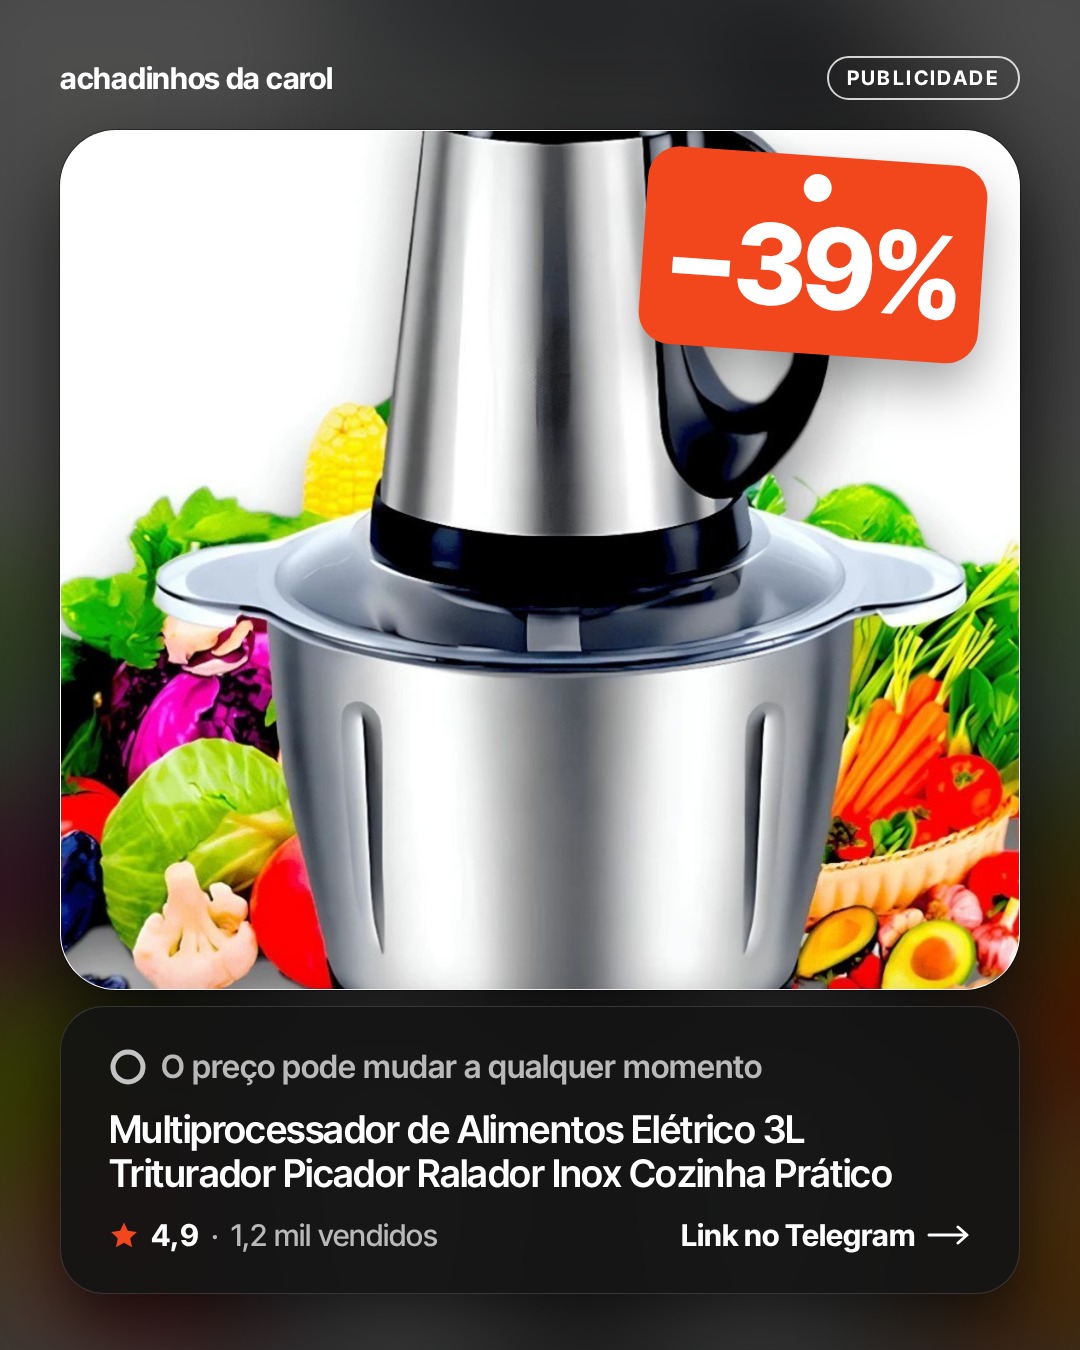 achadinhos da carol
PUBLICIDADE
–39%
O preço pode mudar a qualquer momento
Multiprocessador de Alimentos Elétrico 3L
Triturador Picador Ralador Inox Cozinha Prático
4,9 · 1,2 mil vendidos
Link no Telegram →